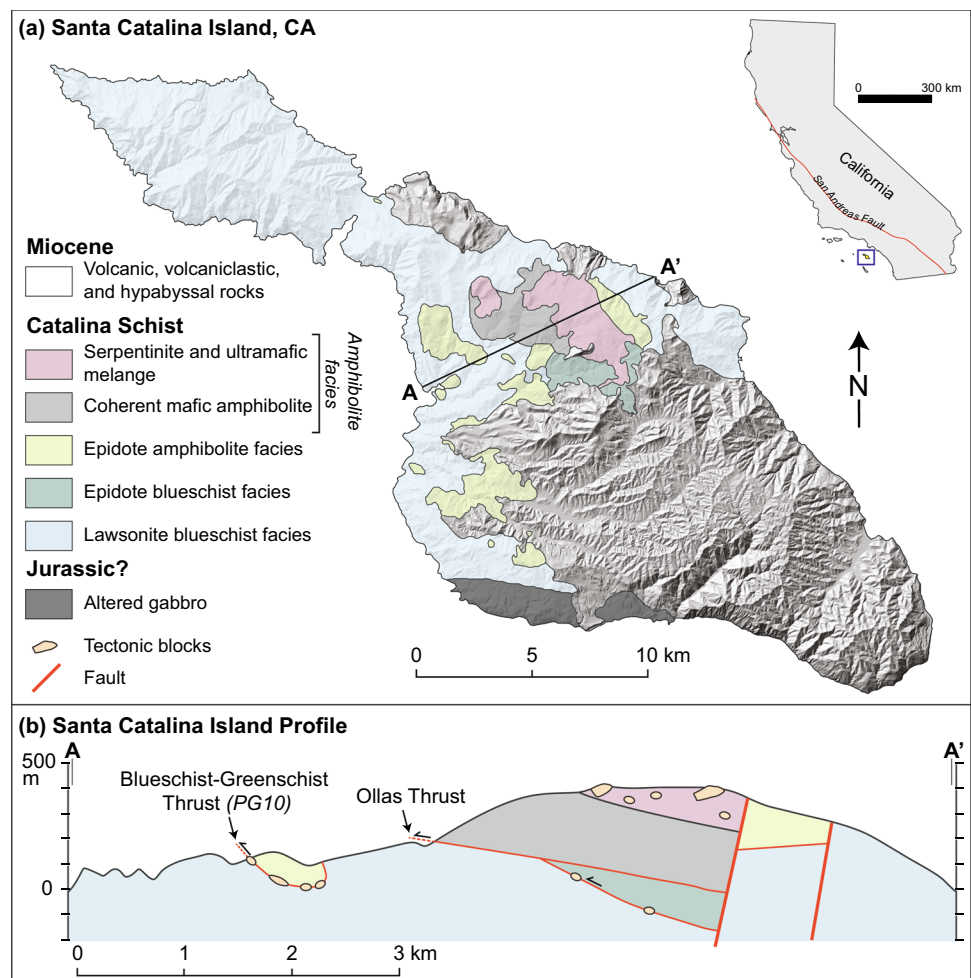 (a) Santa Catalina Island, CA
0 300 km
California
San Andreas Fault
Miocene
Volcanic, volcaniclastic,
and hypabyssal rocks
Catalina Schist
Serpentinite and ultramafic
melange
Coherent mafic amphibolite
Amphibolite
facies
Epidote amphibolite facies
Epidote blueschist facies
Lawsonite blueschist facies
Jurassic?
Altered gabbro
Tectonic blocks
Fault
A
A'
N
0 5 10 km
(b) Santa Catalina Island Profile
A
A'
500
m
0
Blueschist-Greenschist
Thrust (PG10)
Ollas Thrust
0 1 2 3 km